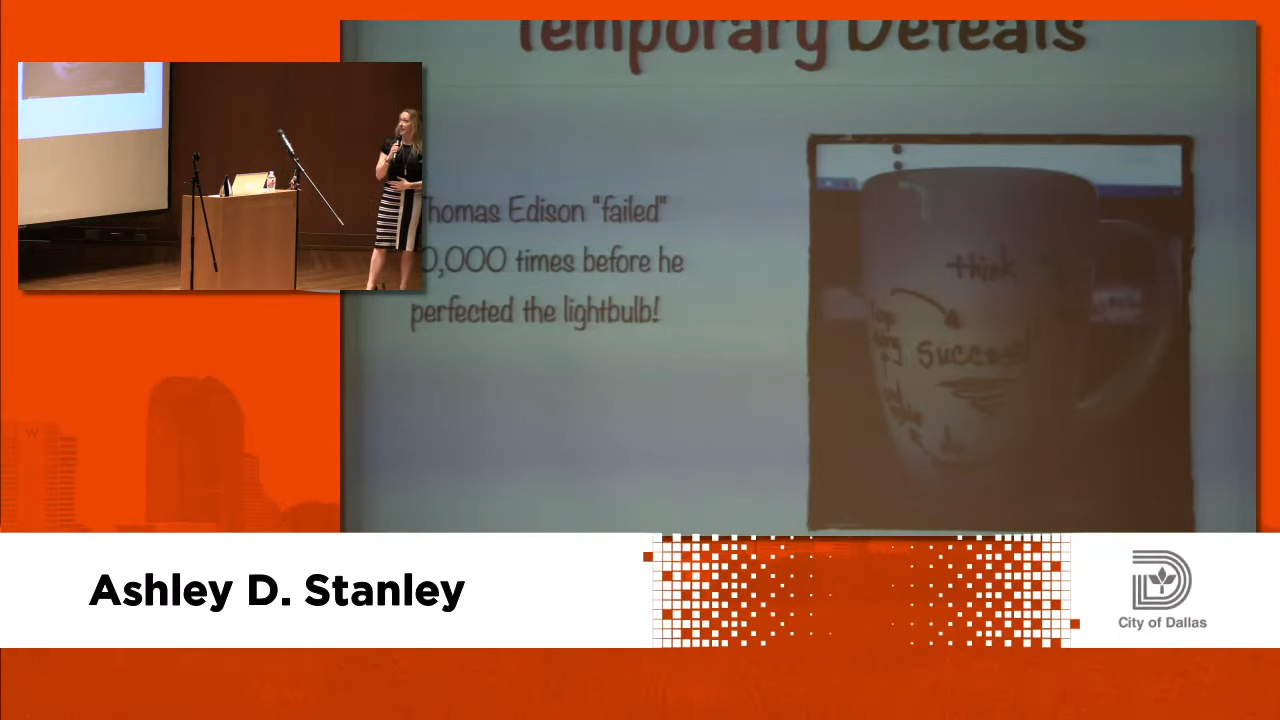 Temporary Defeats
Thomas Edison "failed"
0,000 times before he
perfected the lightbulb!
think
success
Ashley D. Stanley
City of Dallas
W